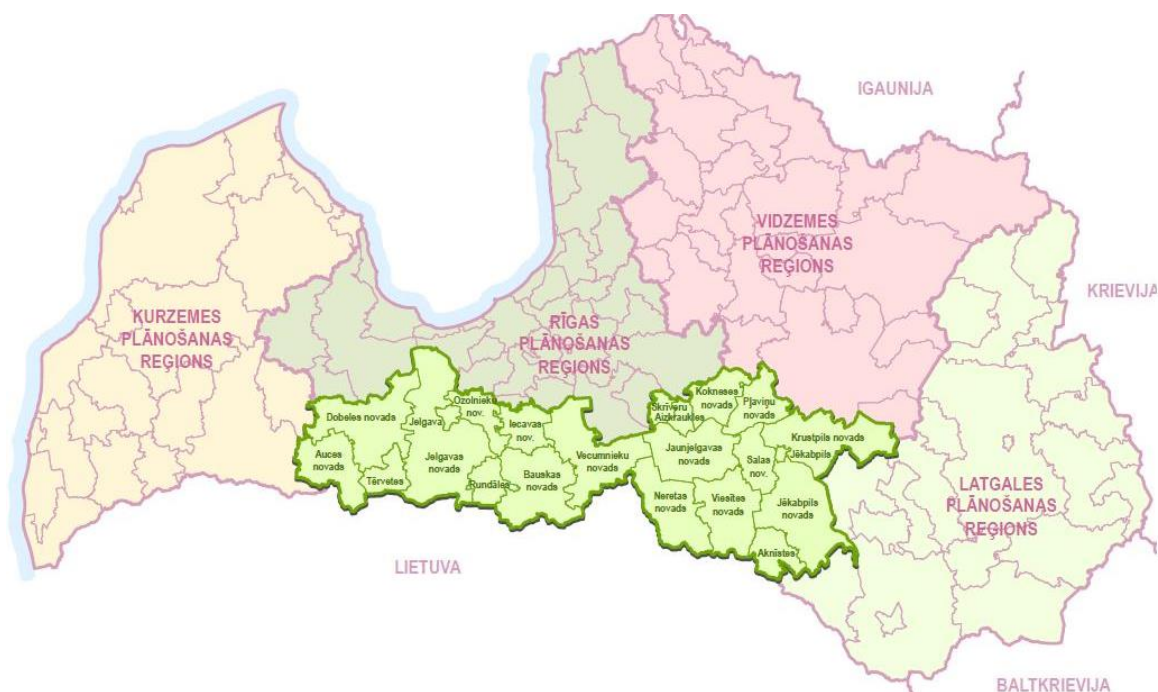 IGAUNIJA
VIDZEMES
PLĀNOŠANAS
REĢIONS
KRIEVIJA
KURZEMES
PLĀNOŠANAS
REĢIONS
RĪGAS
PLĀNOŠANAS
REĢIONS
LATGALES
PLĀNOŠANAS
REĢIONS
Dobeles novads
Jelgava
Ozolnieku
nov.
Iecavas
nov.
Auces
novads
Tērvetes
Jelgavas
novads
Rundāles
Bauskas
novads
Vecumnieku
novads
Skrīveru
Aizkraukles
Kokneses
novads
Pļaviņu
novads
Krustpils novads
Jēkabpils
Jaunjelgavas
novads
Salas
nov.
Neretas
novads
Viesītes
novads
Jēkabpils
novads
Aknīstes
LIETUVA
BALTKRIEVIJA